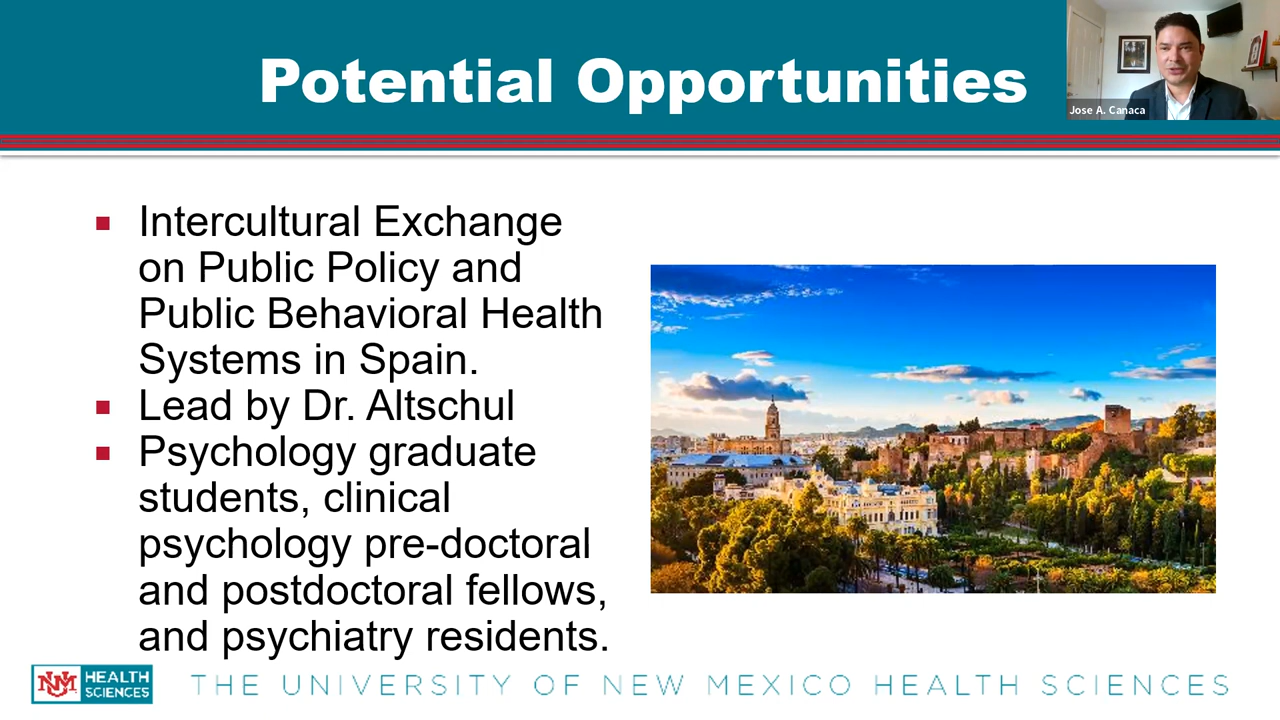 Potential Opportunities
Jose A. Canaca
Intercultural Exchange
on Public Policy and
Public Behavioral Health
Systems in Spain.
Lead by Dr. Altschul
Psychology graduate
students, clinical
psychology pre-doctoral
and postdoctoral fellows,
and psychiatry residents.
UNM HEALTH
SCIENCES
THE UNIVERSITY OF NEW MEXICO HEALTH SCIENCES